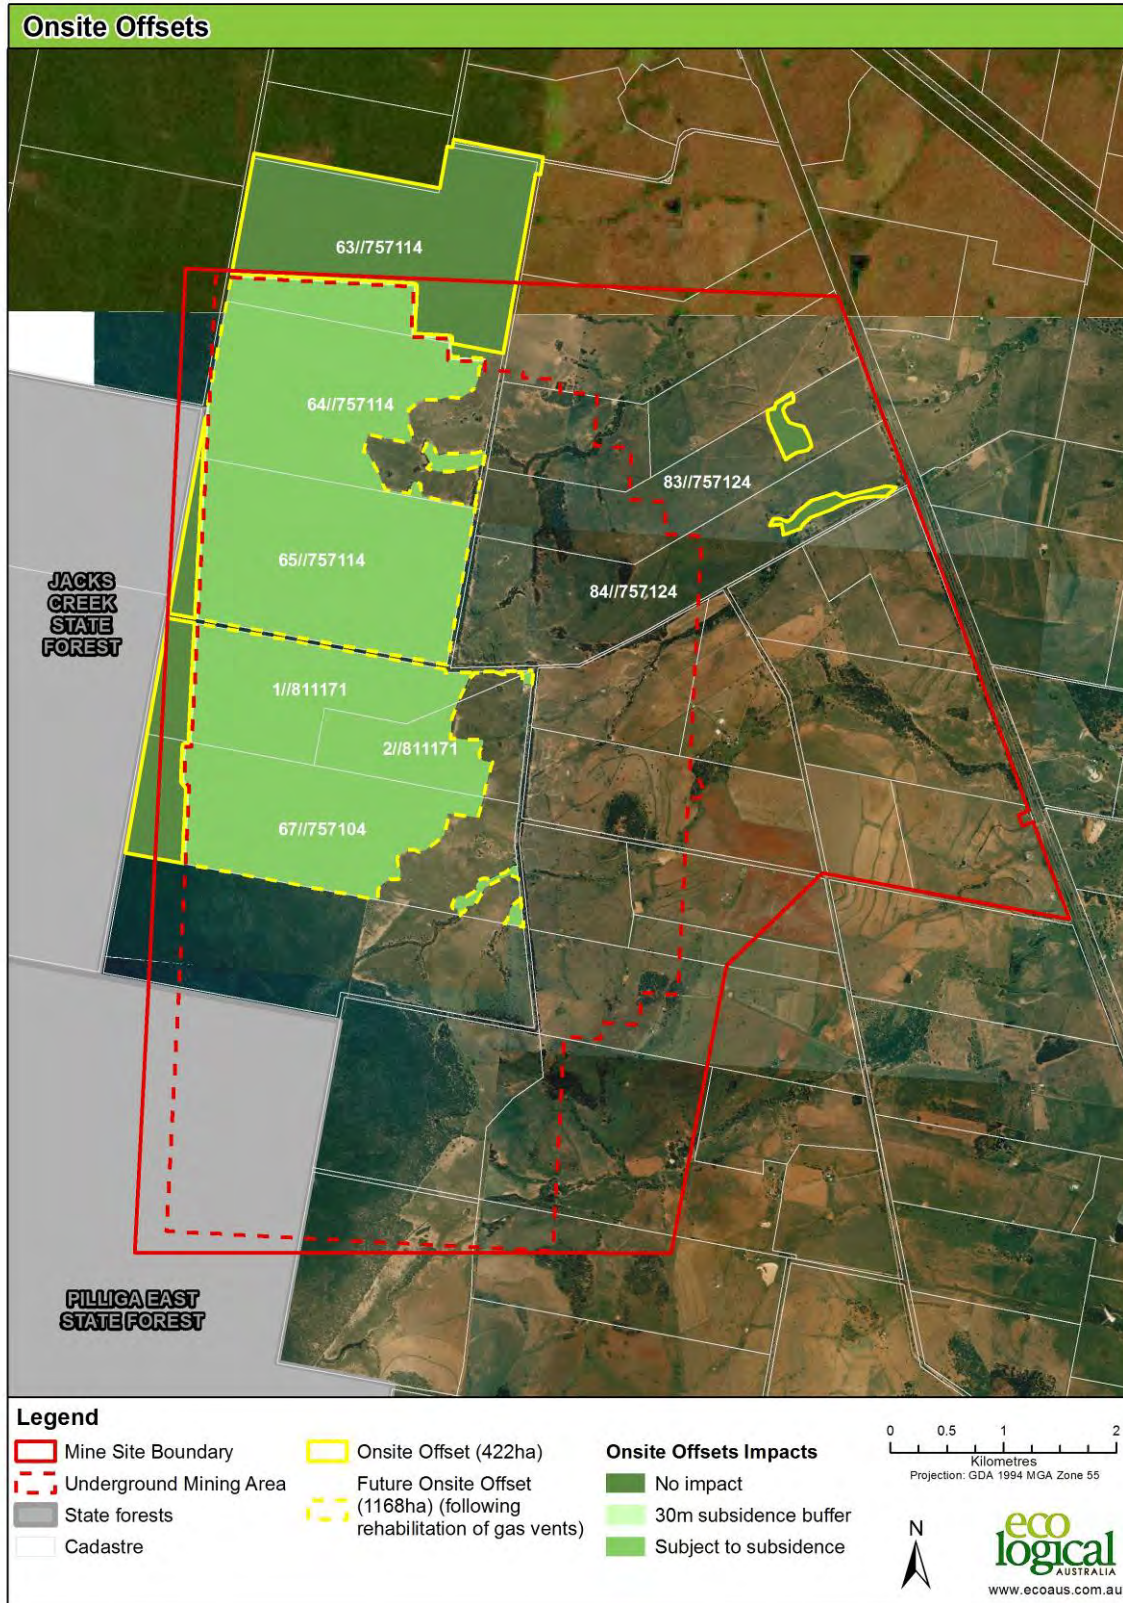 Onsite Offsets
63//757114
64//757114
83//757124
65//757114
84//757124
JACKS
CREEK
STATE
FOREST
1//811171
2//811171
67//757104
PILLIGA EAST
STATE FOREST
Legend
Mine Site Boundary
Underground Mining Area
State forests
Cadastre
Onsite Offset (422ha)
Future Onsite Offset
(1168ha) (following
rehabilitation of gas vents)
Onsite Offsets Impacts
No impact
30m subsidence buffer
Subject to subsidence
0 0.5 1 2
Kilometres
Projection: GDA 1994 MGA Zone 55
N
eco
logical
AUSTRALIA
www.ecoaus.com.au